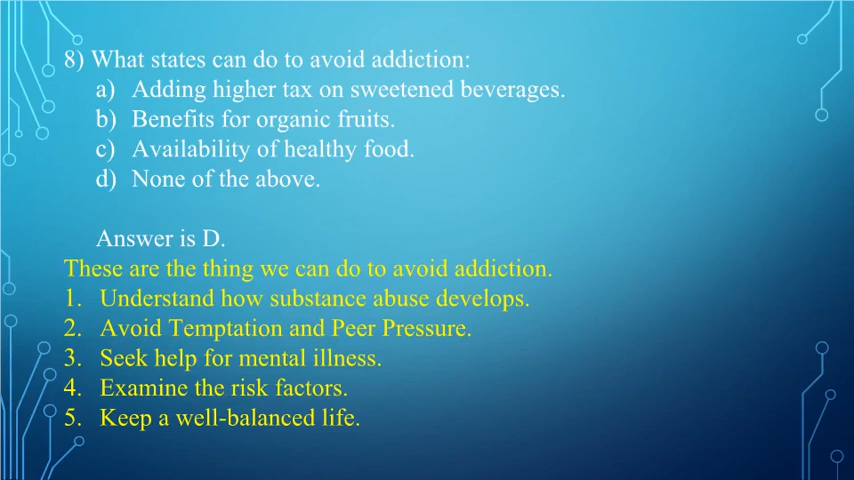 8) What states can do to avoid addiction:
a) Adding higher tax on sweetened beverages.
b) Benefits for organic fruits.
c) Availability of healthy food.
d) None of the above.
Answer is D.
These are the thing we can do to avoid addiction.
1. Understand how substance abuse develops.
2. Avoid Temptation and Peer Pressure.
3. Seek help for mental illness.
4. Examine the risk factors.
5. Keep a well-balanced life.